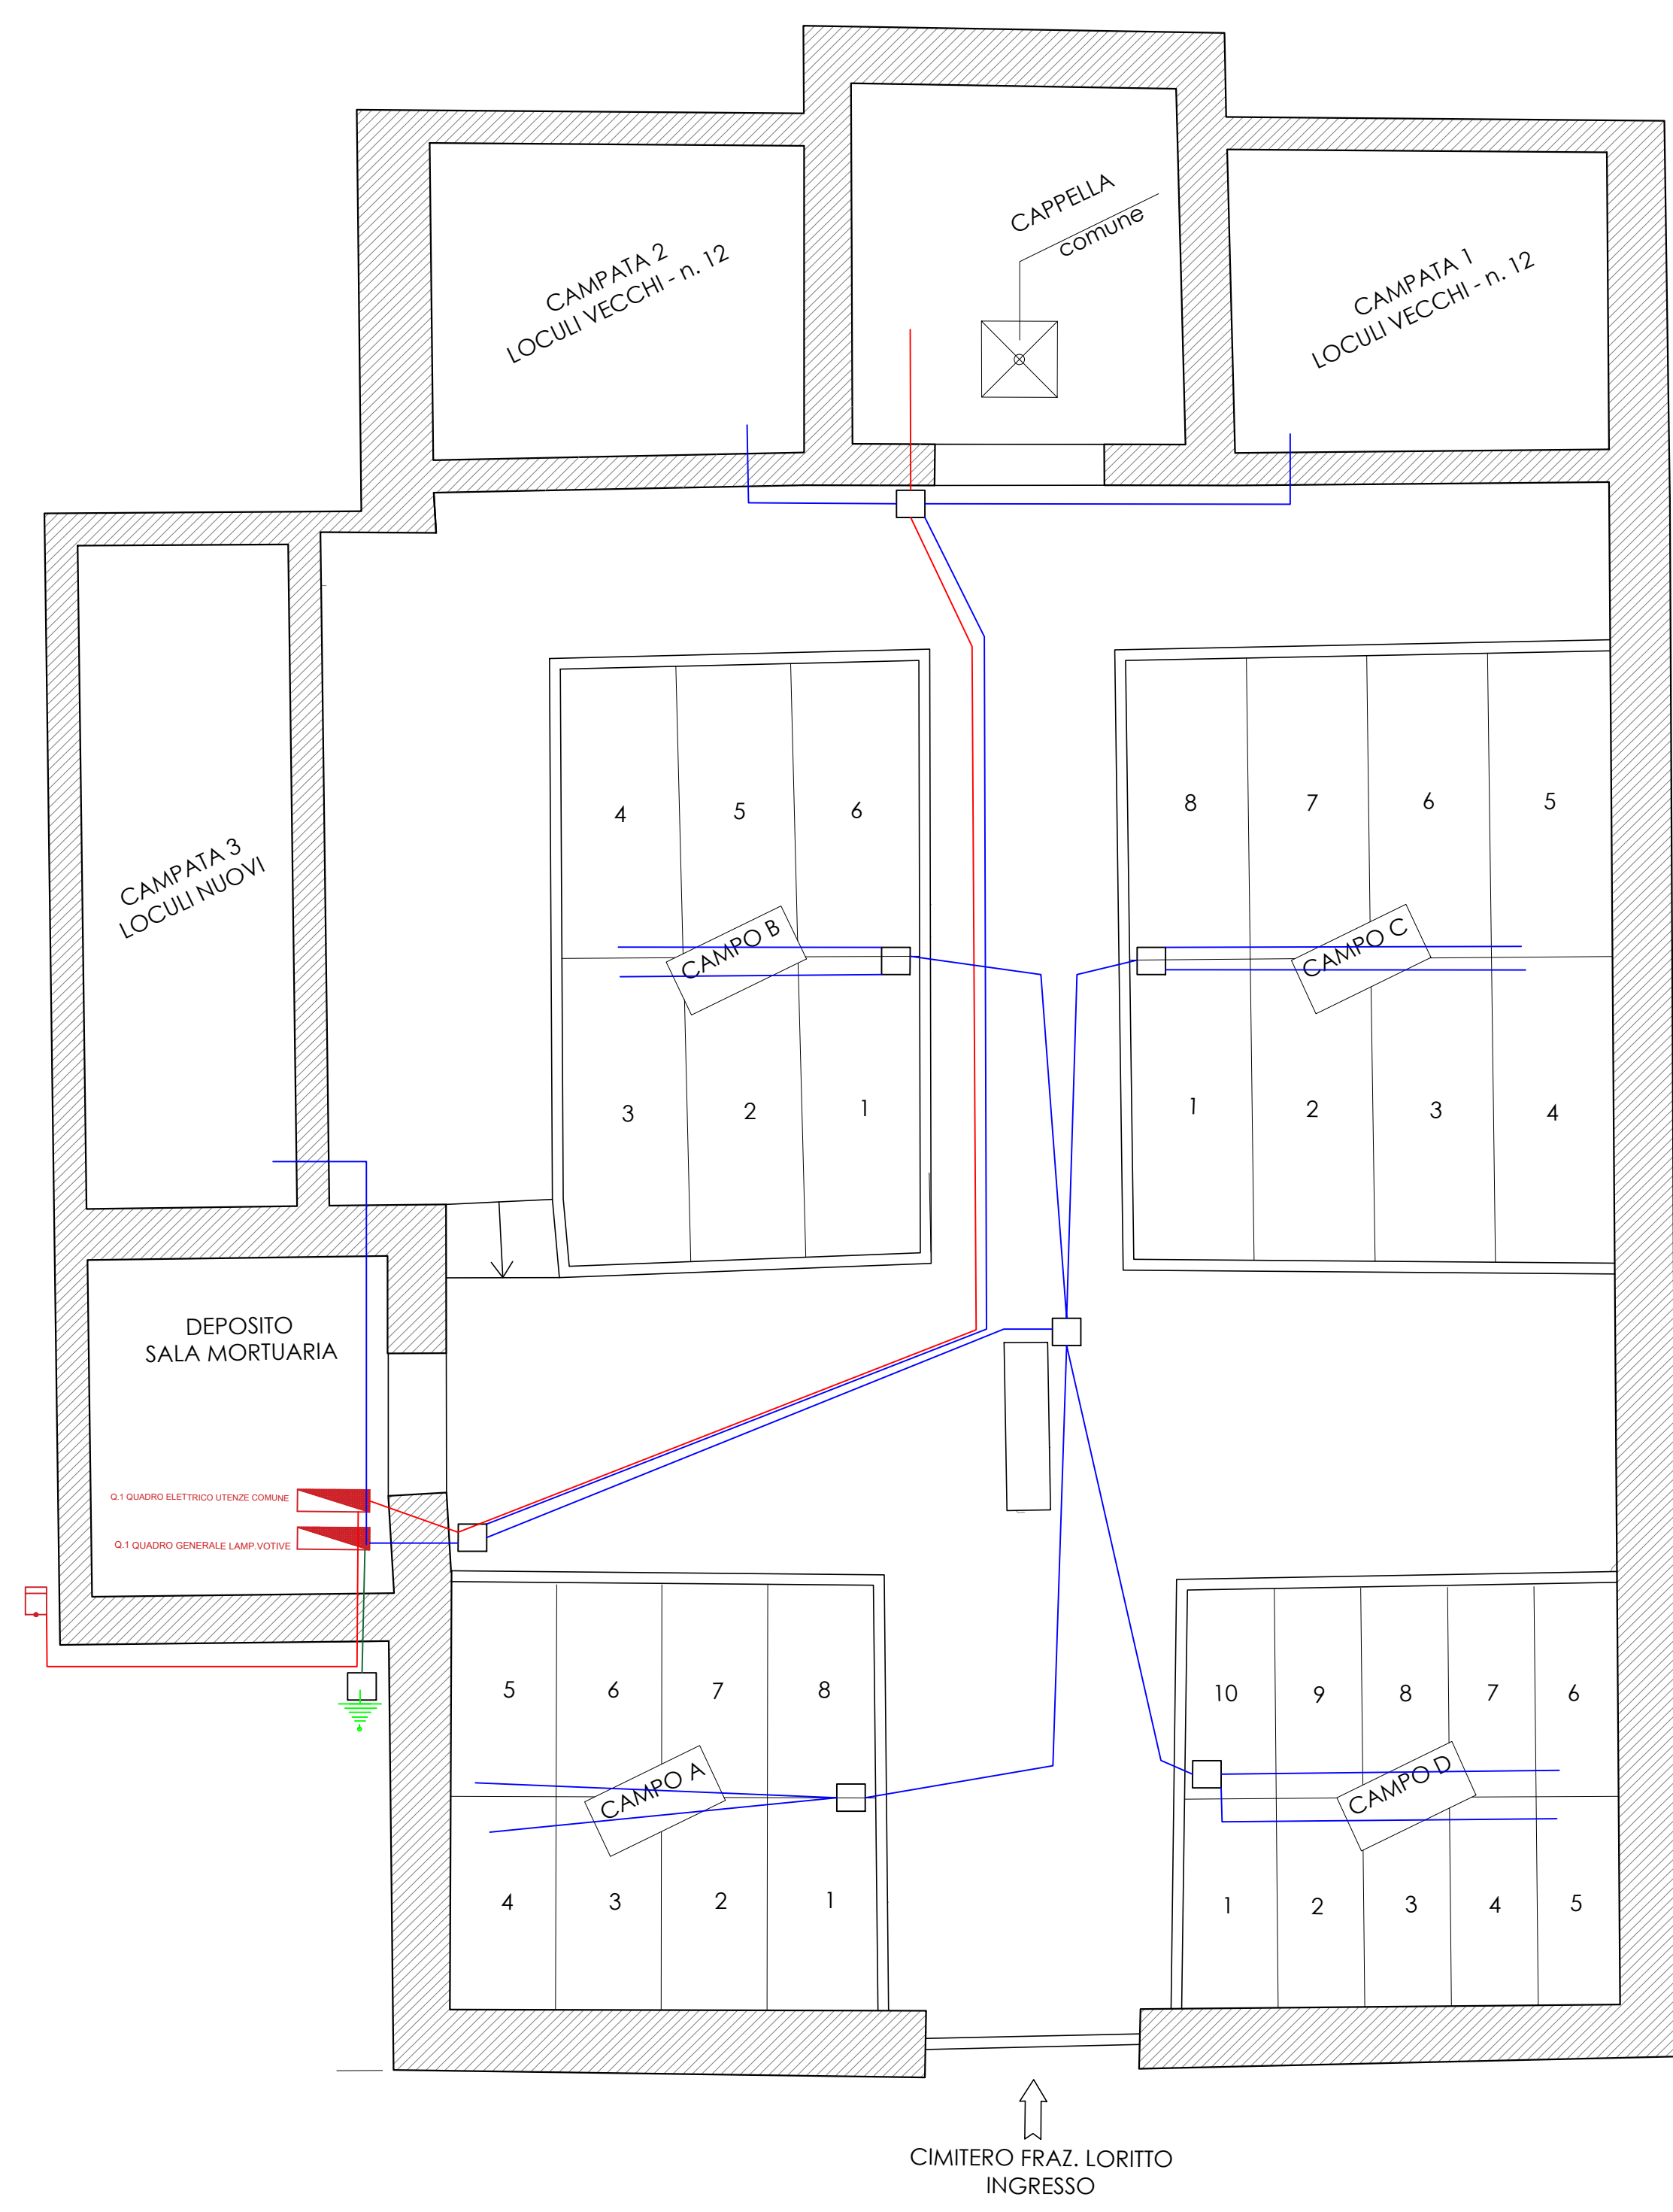 CAPPELLA
comune
CAMPATA 2
LOCULI VECCHI - n. 12
CAMPATA 1
LOCULI VECCHI - n. 12
CAMPATA 3
LOCULI NUOVI
4 5 6
CAMPO B
3 2 1
8 7 6 5
CAMPO C
1 2 3 4
DEPOSITO
SALA MORTUARIA
Q.1 QUADRO ELETTRICO UTENZE COMUNE
Q.1 QUADRO GENERALE LAMP.VOTIVE
5 6 7 8
CAMPO A
4 3 2 1
10 9 8 7 6
CAMPO D
1 2 3 4 5
CIMITERO FRAZ. LORITTO
INGRESSO